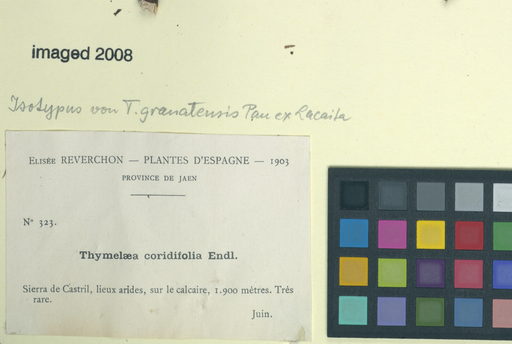 imaged 2008
Isotypus von T. granatensis Pau ex Lacaita
Elisée REVERCHON — PLANTES D'ESPAGNE — 1903
PROVINCE DE JAEN
N° 323.
Thymelæa coridifolia Endl.
Sierra de Castril, lieux arides, sur le calcaire, 1.900 mètres. Très
rare.
Juin.